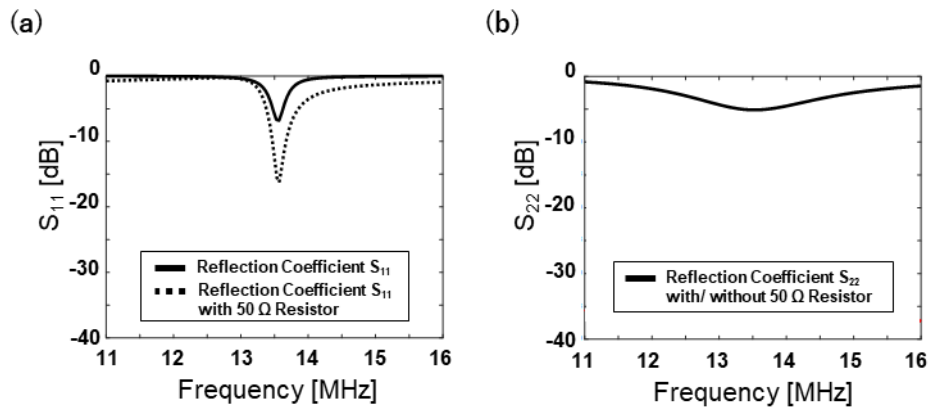 (a)
0
-10
-20
-30
-40
S11 [dB]
Reflection Coefficient S11
Reflection Coefficient S11
with 50 Ω Resistor
11 12 13 14 15 16
Frequency [MHz]
(b)
0
-10
-20
-30
-40
S22 [dB]
Reflection Coefficient S22
with/ without 50 Ω Resistor
11 12 13 14 15 16
Frequency [MHz]